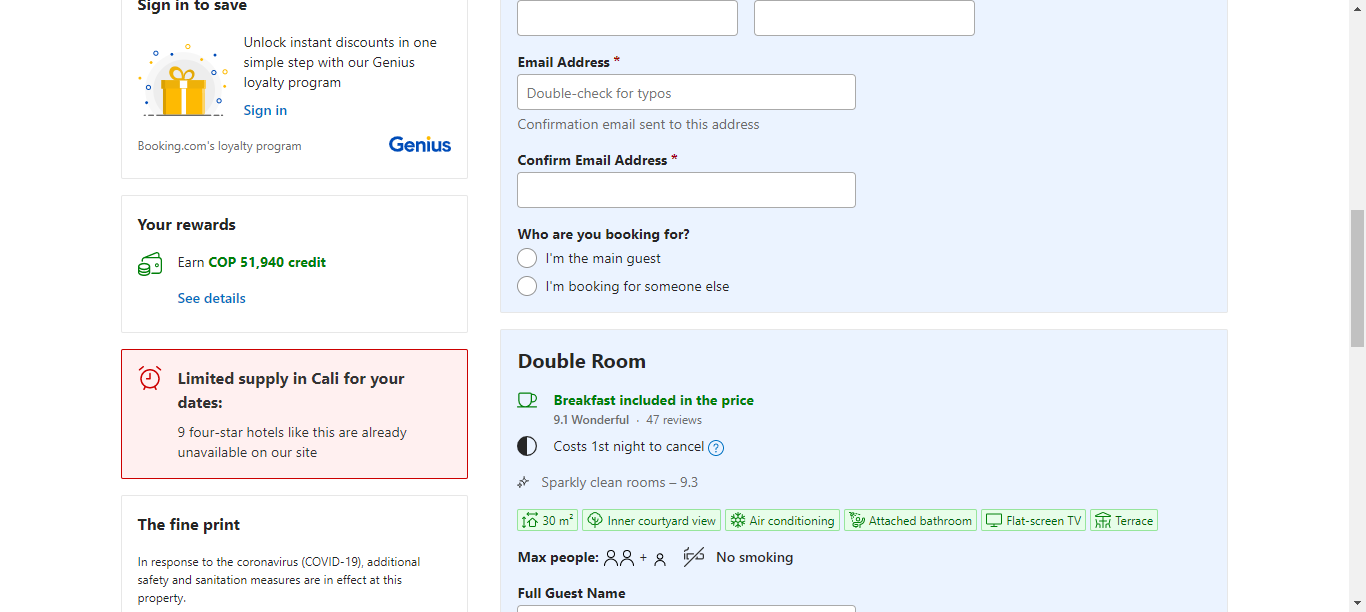 Sign in to save
Unlock instant discounts in one
simple step with our Genius
loyalty program
Sign in
Booking.com's loyalty program
Genius
Your rewards
Earn COP 51,940 credit
See details
Limited supply in Cali for your
dates:
9 four-star hotels like this are already
unavailable on our site
The fine print
In response to the coronavirus (COVID-19), additional
safety and sanitation measures are in effect at this
property.
Email Address *
Double-check for typos
Confirmation email sent to this address
Confirm Email Address *
Who are you booking for?
I'm the main guest
I'm booking for someone else
Double Room
Breakfast included in the price
9.1 Wonderful · 47 reviews
Costs 1st night to cancel ?
Sparkly clean rooms – 9.3
30 m² Inner courtyard view Air conditioning Attached bathroom Flat-screen TV Terrace
Max people: + No smoking
Full Guest Name